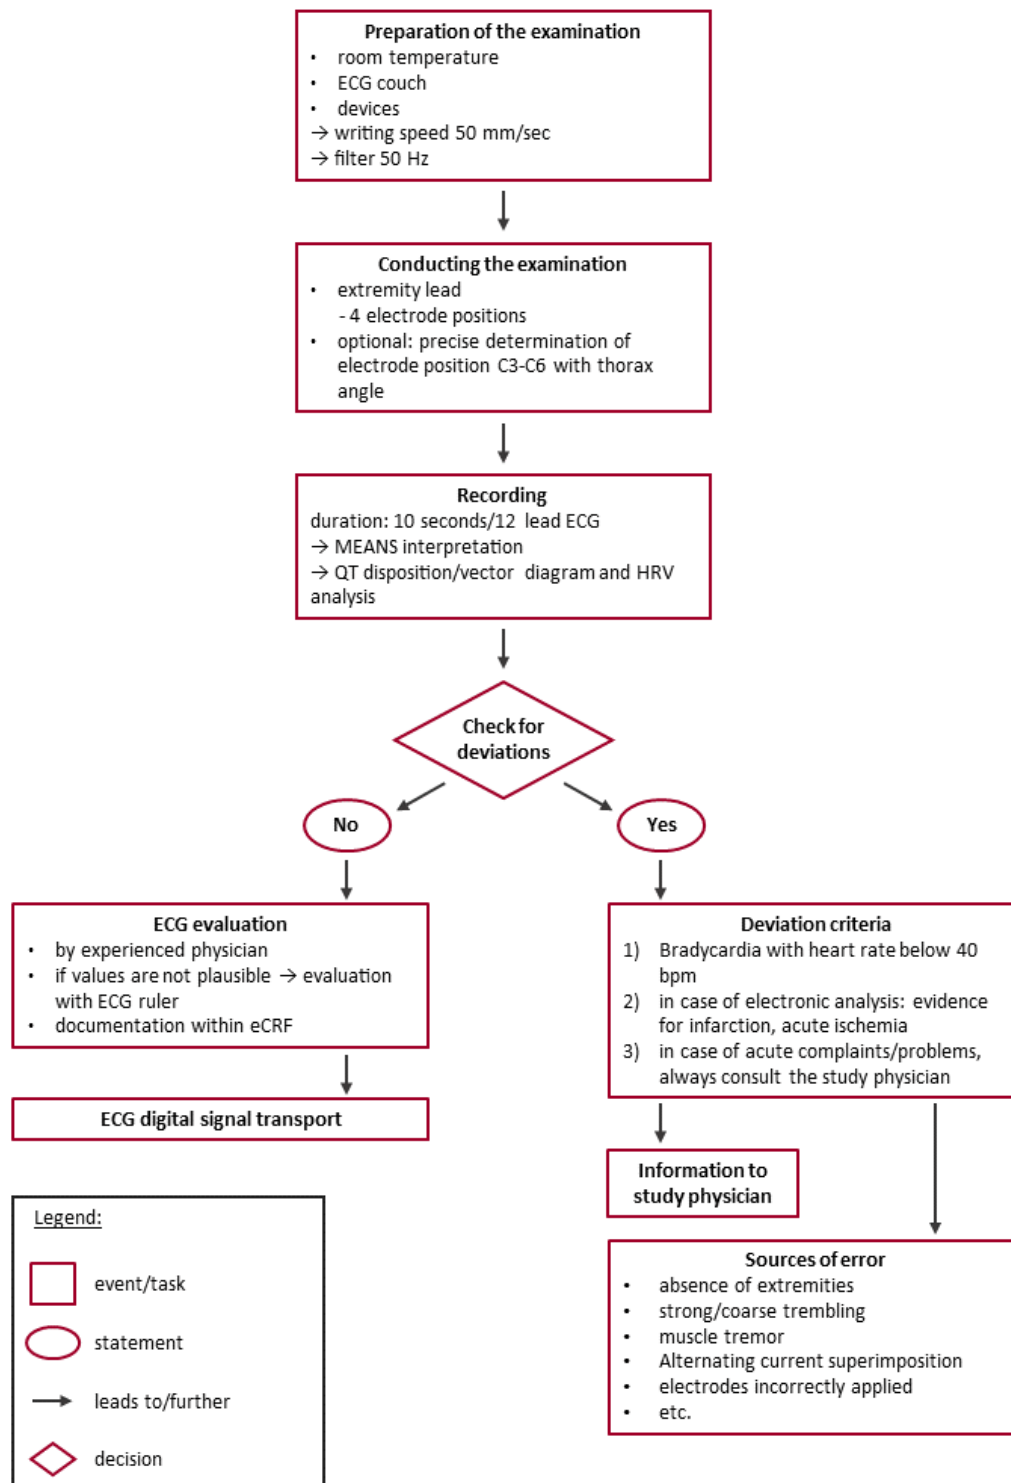 Preparation of the examination
• room temperature
• ECG couch
• devices
→ writing speed 50 mm/sec
→ filter 50 Hz
Conducting the examination
• extremity lead
- 4 electrode positions
• optional: precise determination of
electrode position C3-C6 with thorax
angle
Recording
duration: 10 seconds/12 lead ECG
→ MEANS interpretation
→ QT disposition/vector diagram and HRV
analysis
Check for
deviations
No
Yes
ECG evaluation
• by experienced physician
• if values are not plausible → evaluation
with ECG ruler
• documentation within eCRF
ECG digital signal transport
Deviation criteria
1) Bradycardia with heart rate below 40
bpm
2) in case of electronic analysis: evidence
for infarction, acute ischemia
3) in case of acute complaints/problems,
always consult the study physician
Information to
study physician
Sources of error
• absence of extremities
• strong/coarse trembling
• muscle tremor
• Alternating current superimposition
• electrodes incorrectly applied
• etc.
Legend:
event/task
statement
leads to/further
decision